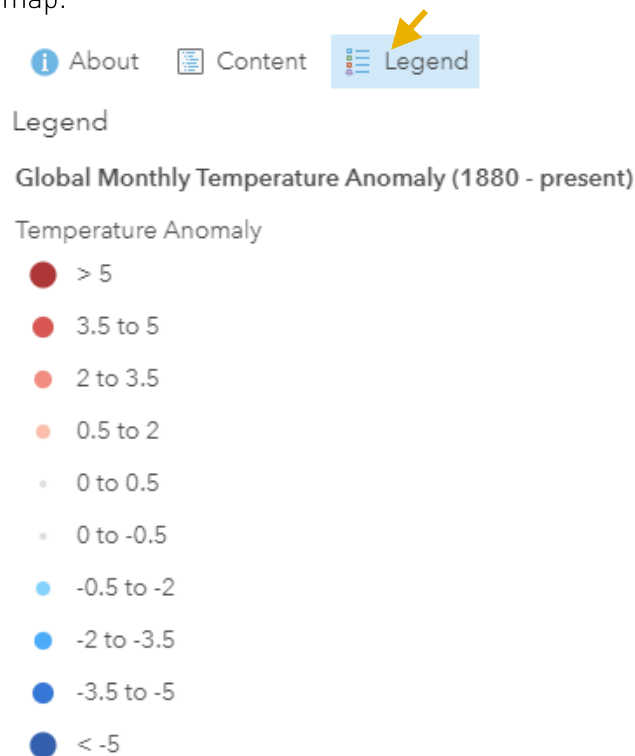 map.
About Content Legend
Legend
Global Monthly Temperature Anomaly (1880 - present)
Temperature Anomaly
> 5
3.5 to 5
2 to 3.5
0.5 to 2
0 to 0.5
0 to -0.5
-0.5 to -2
-2 to -3.5
-3.5 to -5
< -5